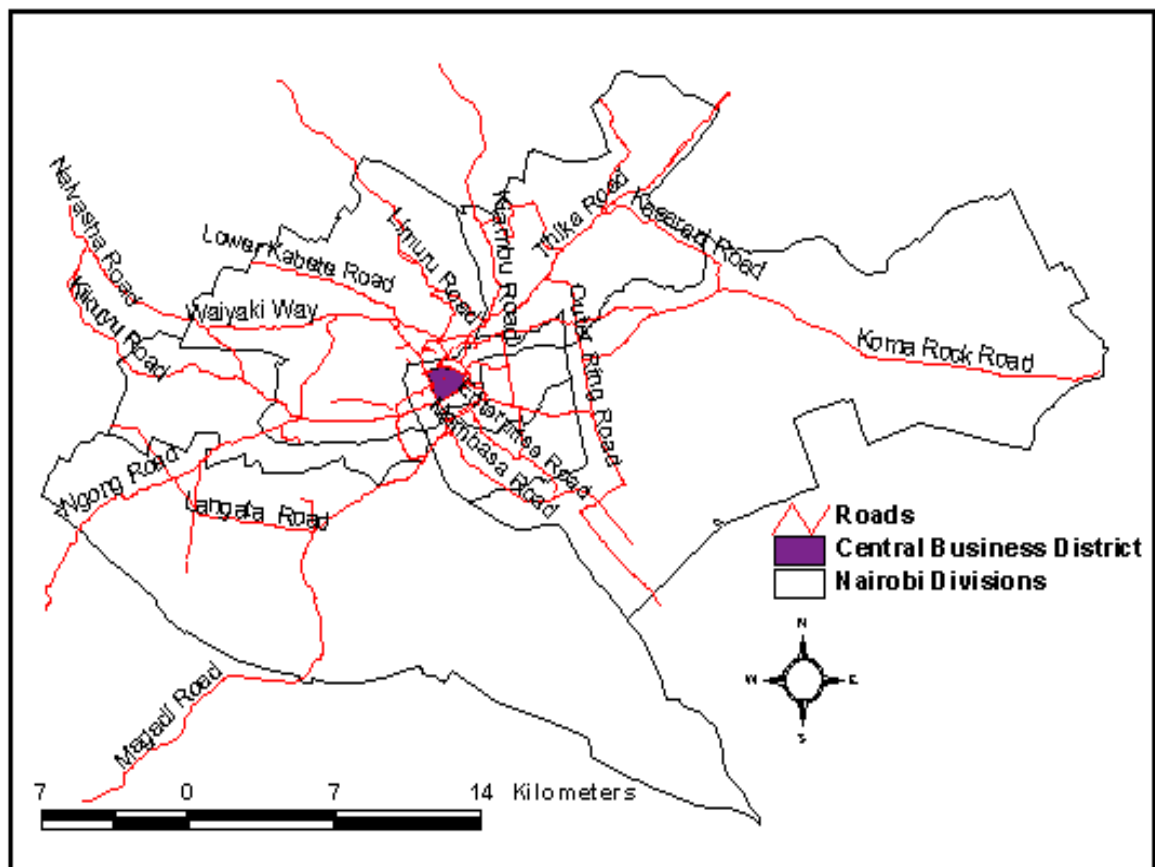 Naivasha Road
Kikuyu Road
Lower Kabete Road
Waiyaki Way
Limuru Road
Kiambu Road
Thika Road
Kasarani Road
Outer Ring Road
Koma Rock Road
Enterprise Road
Mombasa Road
Ngong Road
Langata Road
Magadi Road
Roads
Central Business District
Nairobi Divisions
N
W E
S
7 0 7 14 Kilometers